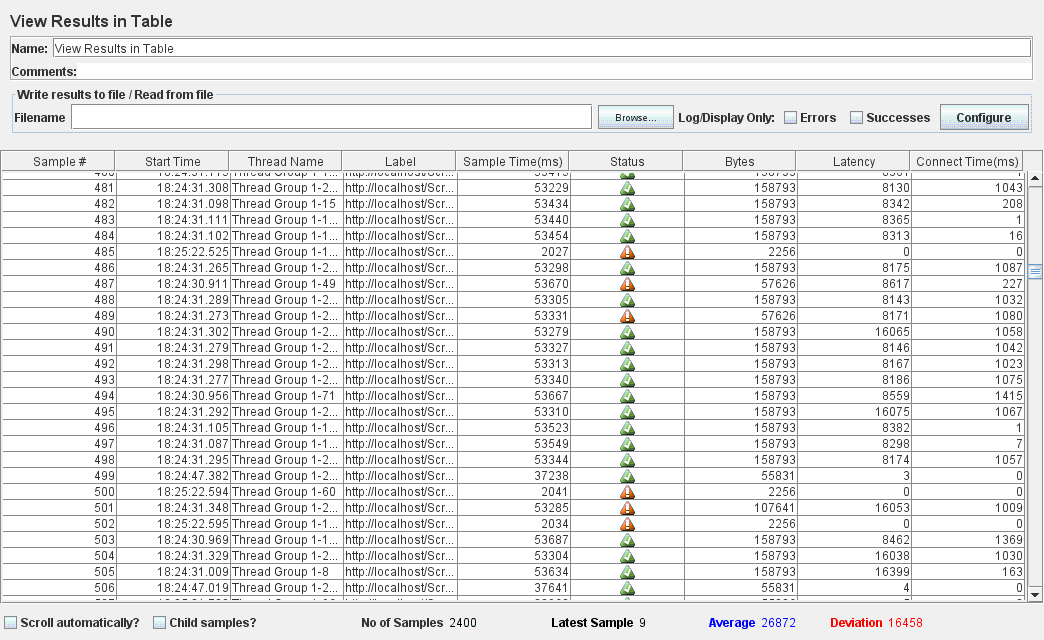 View Results in Table
Name: View Results in Table
Comments:
Write results to file / Read from file
Filename Browse... Log/Display Only: Errors Successes Configure
Sample # Start Time Thread Name Label Sample Time(ms) Status Bytes Latency Connect Time(ms)
481 18:24:31.308 Thread Group 1-2... http://localhost/Scr... 53229 158793 8130 1043
482 18:24:31.098 Thread Group 1-15 http://localhost/Scr... 53434 158793 8342 208
483 18:24:31.111 Thread Group 1-1... http://localhost/Scr... 53440 158793 8365 1
484 18:24:31.102 Thread Group 1-1... http://localhost/Scr... 53454 158793 8313 16
485 18:25:22.525 Thread Group 1-1... http://localhost/Scr... 2027 2256 0 0
486 18:24:31.265 Thread Group 1-2... http://localhost/Scr... 53298 158793 8175 1087
487 18:24:30.911 Thread Group 1-49 http://localhost/Scr... 53670 57626 8617 227
488 18:24:31.289 Thread Group 1-2... http://localhost/Scr... 53305 158793 8143 1032
489 18:24:31.273 Thread Group 1-2... http://localhost/Scr... 53331 57626 8171 1080
490 18:24:31.302 Thread Group 1-2... http://localhost/Scr... 53279 158793 16065 1058
491 18:24:31.279 Thread Group 1-2... http://localhost/Scr... 53327 158793 8146 1042
492 18:24:31.298 Thread Group 1-2... http://localhost/Scr... 53313 158793 8167 1023
493 18:24:31.277 Thread Group 1-2... http://localhost/Scr... 53340 158793 8186 1075
494 18:24:30.956 Thread Group 1-71 http://localhost/Scr... 53667 158793 8559 1415
495 18:24:31.292 Thread Group 1-2... http://localhost/Scr... 53310 158793 16075 1067
496 18:24:31.105 Thread Group 1-1... http://localhost/Scr... 53523 158793 8382 1
497 18:24:31.087 Thread Group 1-1... http://localhost/Scr... 53549 158793 8298 7
498 18:24:31.295 Thread Group 1-2... http://localhost/Scr... 53344 158793 8174 1057
499 18:24:47.382 Thread Group 1-2... http://localhost/Scr... 37238 55831 3 0
500 18:25:22.594 Thread Group 1-60 http://localhost/Scr... 2041 2256 0 0
501 18:24:31.348 Thread Group 1-2... http://localhost/Scr... 53285 107641 16053 1009
502 18:25:22.595 Thread Group 1-1... http://localhost/Scr... 2034 2256 0 0
503 18:24:30.969 Thread Group 1-1... http://localhost/Scr... 53687 158793 8462 1369
504 18:24:31.329 Thread Group 1-2... http://localhost/Scr... 53304 158793 16038 1030
505 18:24:31.009 Thread Group 1-8 http://localhost/Scr... 53634 158793 16399 163
506 18:24:47.019 Thread Group 1-2... http://localhost/Scr... 37641 55831 4 0
Scroll automatically? Child samples? No of Samples 2400 Latest Sample 9 Average 26872 Deviation 16458